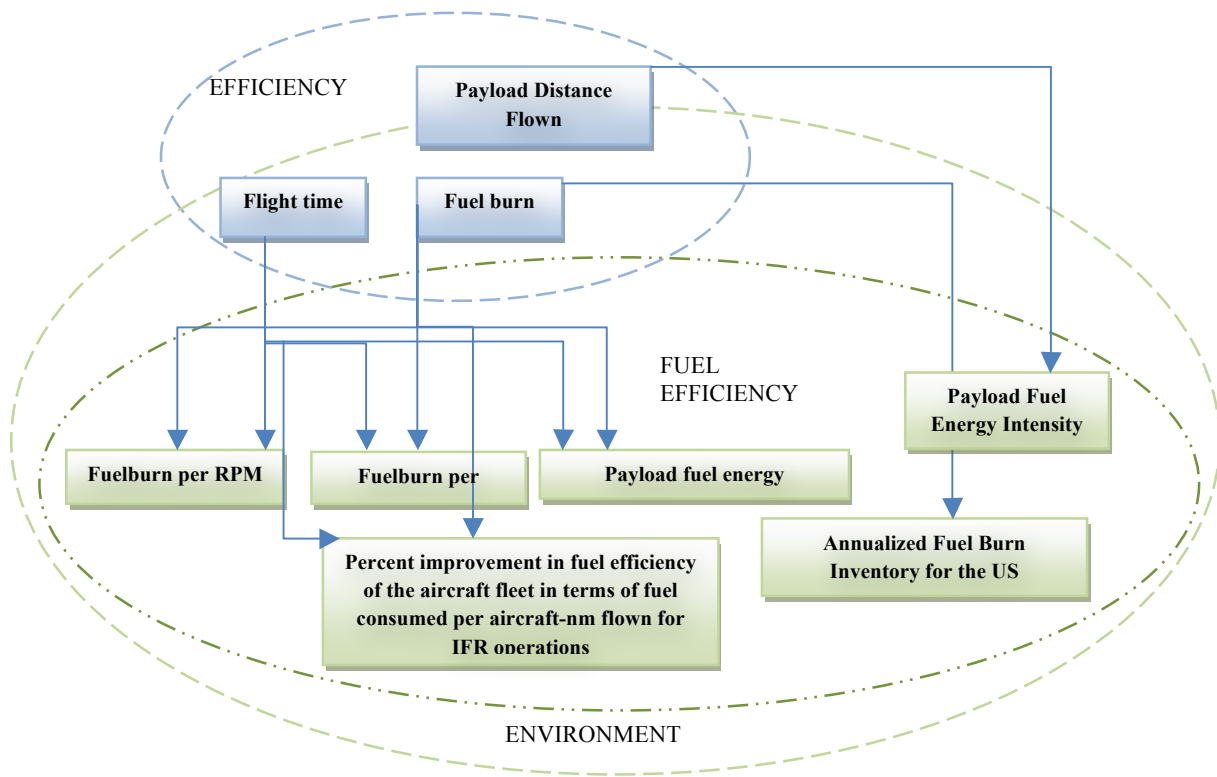 EFFICIENCY
Payload Distance
Flown
Flight time
Fuel burn
FUEL
EFFICIENCY
Payload Fuel
Energy Intensity
Fuelburn per RPM
Fuelburn per
Payload fuel energy
Percent improvement in fuel efficiency
of the aircraft fleet in terms of fuel
consumed per aircraft-nm flown for
IFR operations
Annualized Fuel Burn
Inventory for the US
ENVIRONMENT